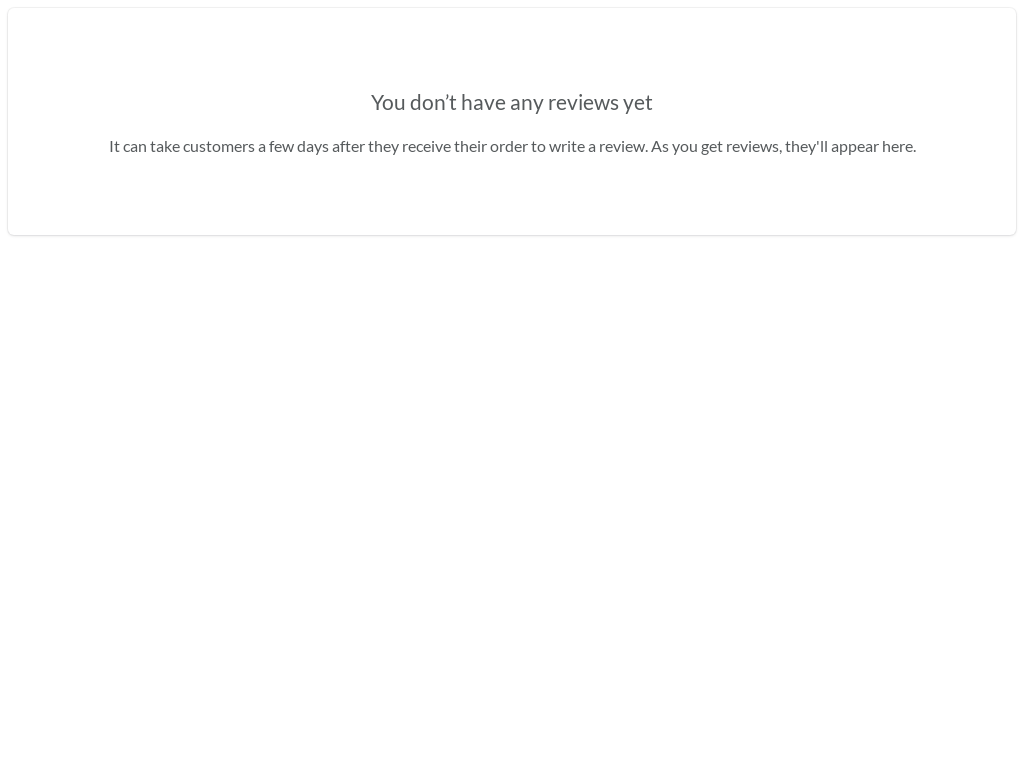 You don’t have any reviews yet
It can take customers a few days after they receive their order to write a review. As you get reviews, they'll appear here.